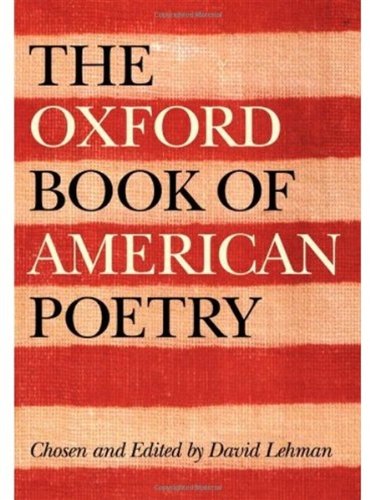 THE
OXFORD
BOOK OF
AMERICAN
POETRY
Chosen and Edited by David Lehman